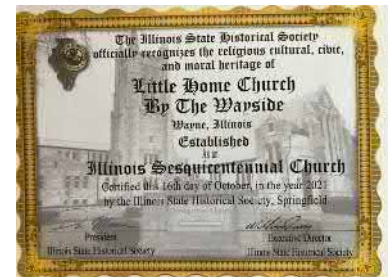 The Illinois State Historical Society
officially recognizes the religious cultural, civic,
and moral heritage of
Little Home Church
By The Wayside
Wayne, Illinois
Established
as a
Illinois Sesquicentennial Church
Certified this 16th day of October, in the year 2021
by the Illinois State Historical Society, Springfield
President
Executive Director
Illinois State Historical Society
Illinois State Historical Society